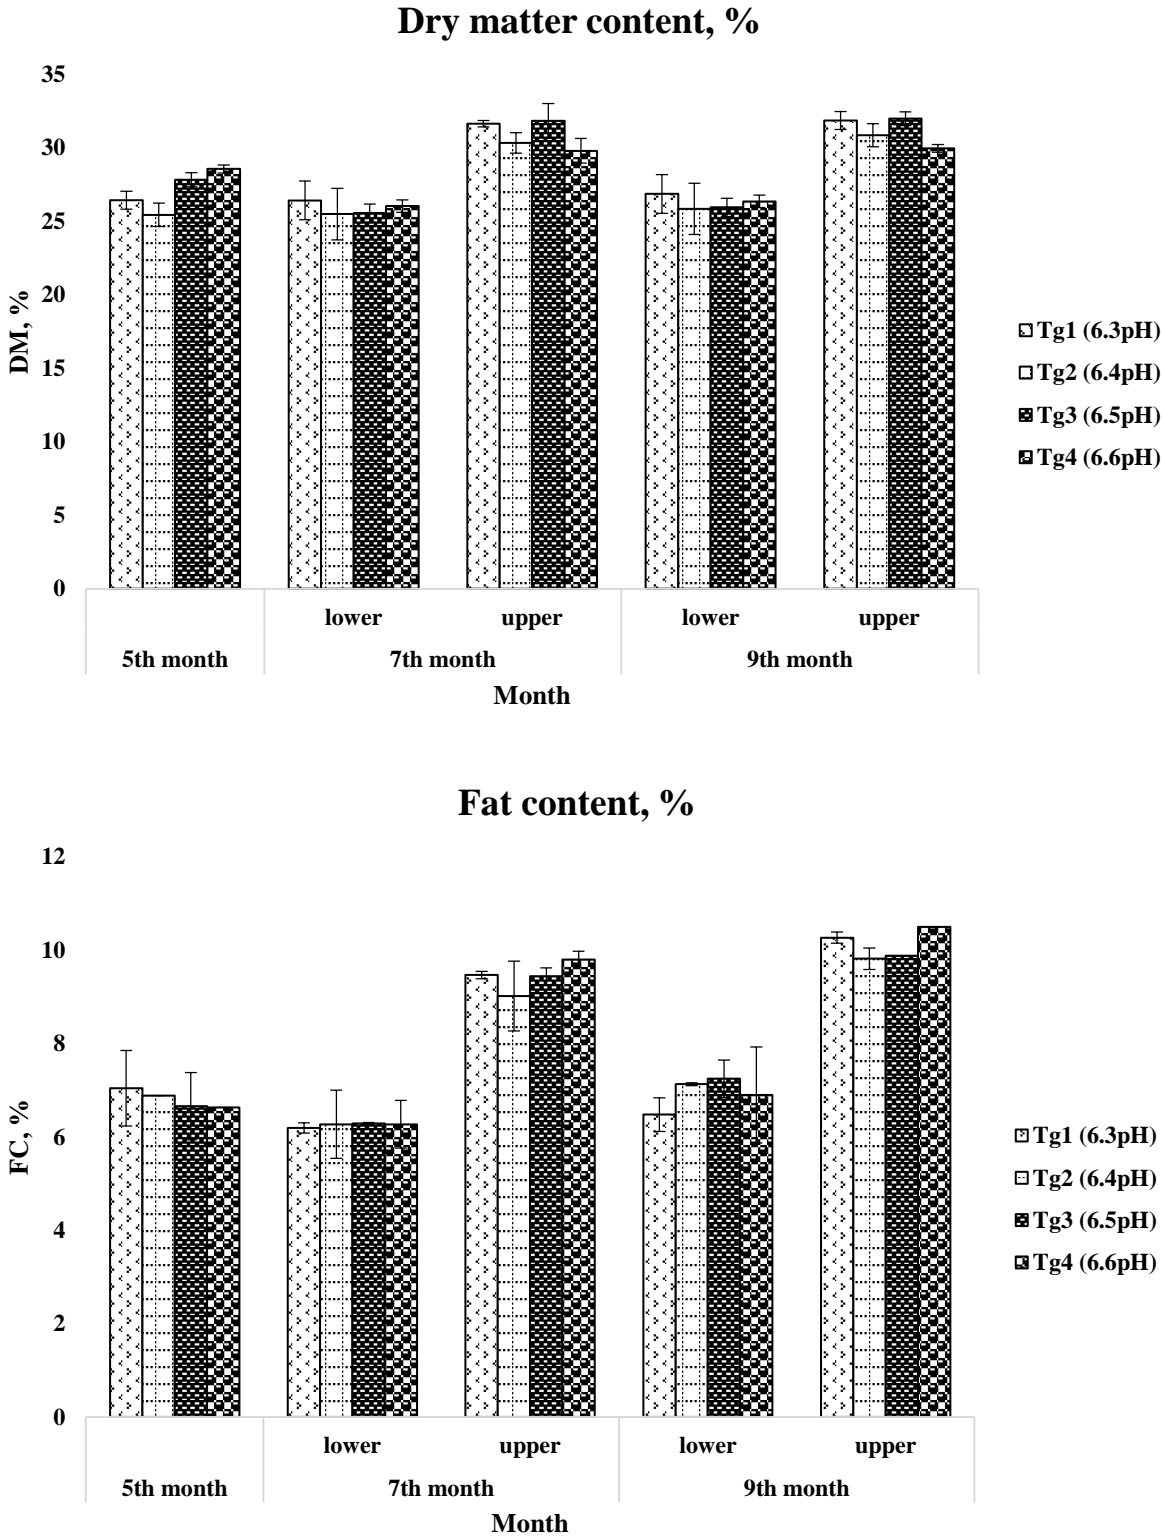 Dry matter content, %
35
30
25
20
15
10
5
0
DM, %
lower
upper
lower
upper
5th month
7th month
9th month
Month
Tg1 (6.3pH)
Tg2 (6.4pH)
Tg3 (6.5pH)
Tg4 (6.6pH)
Fat content, %
12
10
8
6
4
2
0
FC, %
lower
upper
lower
upper
5th month
7th month
9th month
Month
Tg1 (6.3pH)
Tg2 (6.4pH)
Tg3 (6.5pH)
Tg4 (6.6pH)